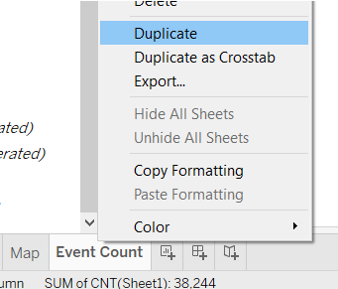 Delete
Duplicate
Duplicate as Crosstab
Export...
Hide All Sheets
Unhide All Sheets
ated)
erated)
Copy Formatting
Paste Formatting
Color
Map Event Count
umn SUM of CNT(Sheet1): 38,244